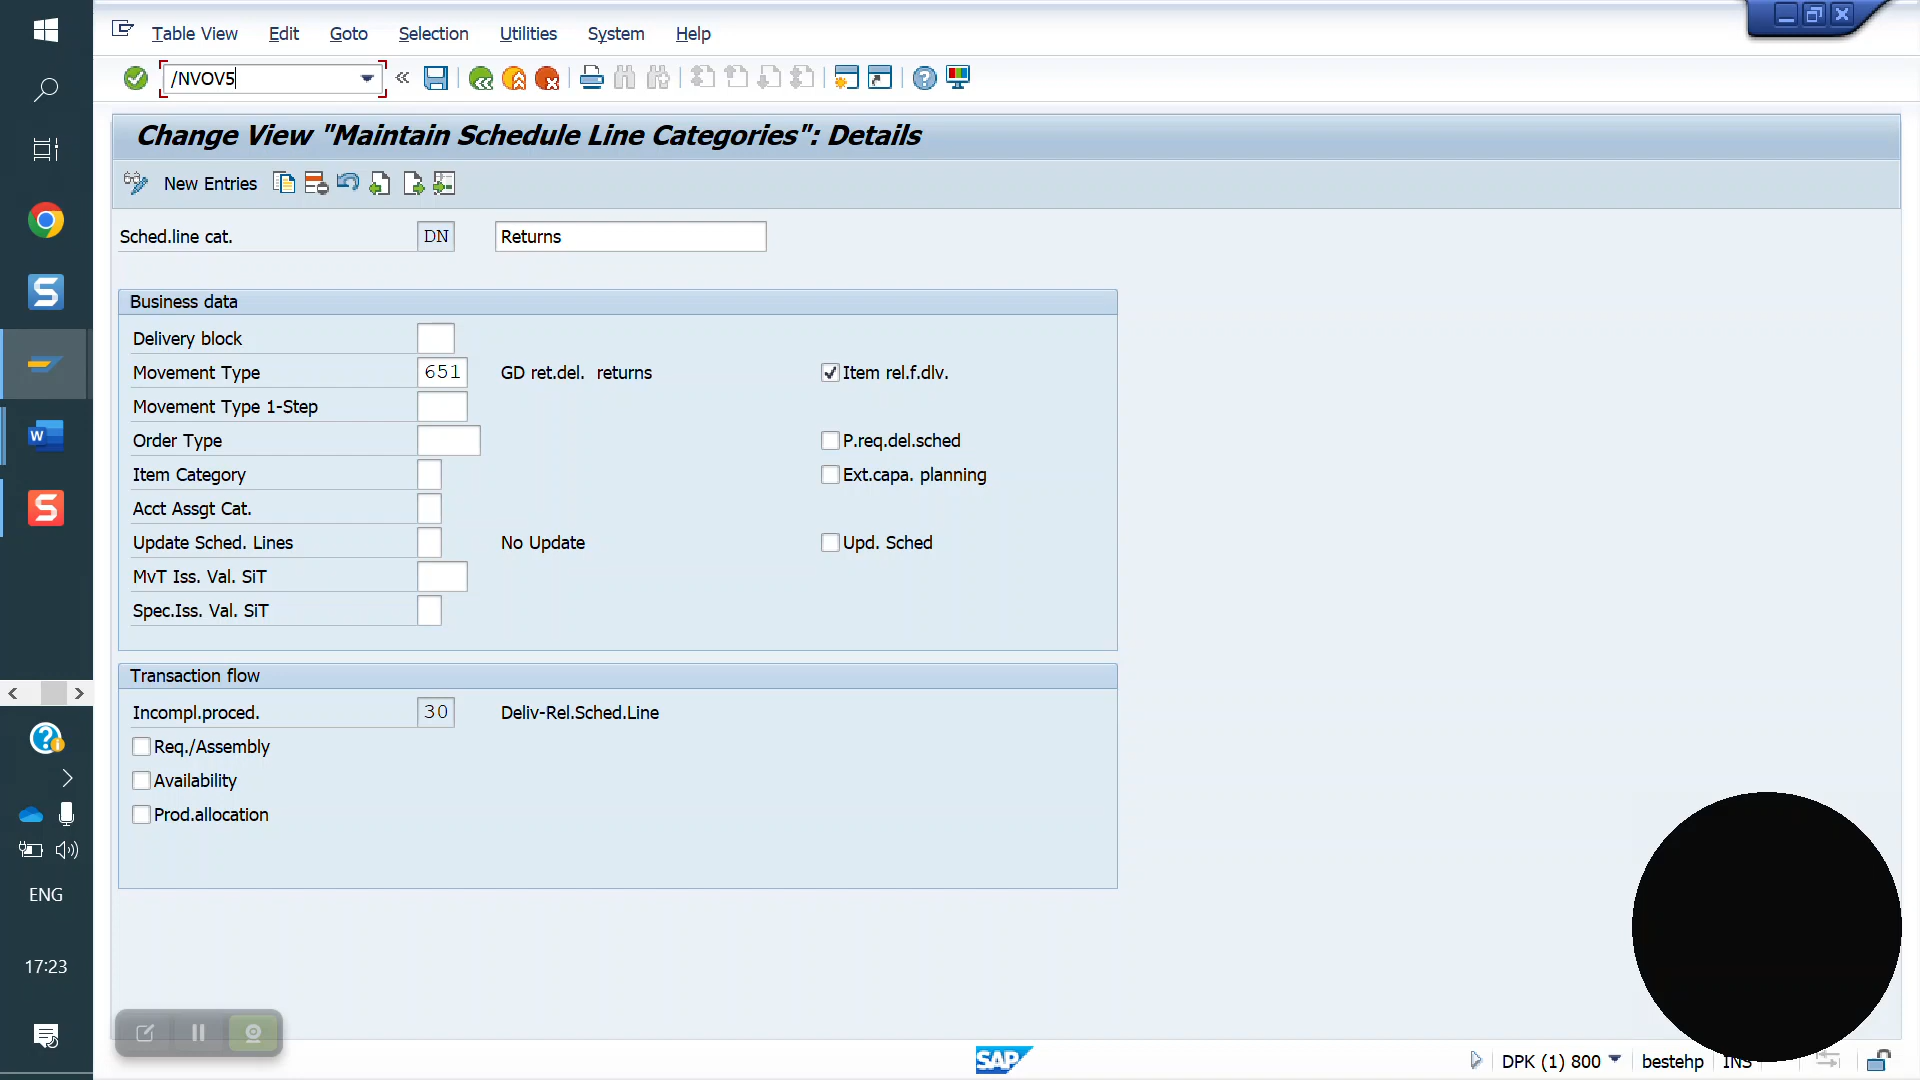 Table View Edit Goto Selection Utilities System Help
/NVOV5
Change View "Maintain Schedule Line Categories": Details
New Entries
Sched.line cat. DN Returns
Business data
Delivery block
Movement Type 651 GD ret.del. returns Item rel.f.dlv.
Movement Type 1-Step
Order Type P.req.del.sched
Item Category Ext.capa. planning
Acct Assgt Cat.
Update Sched. Lines No Update Upd. Sched
MvT Iss. Val. SiT
Spec.Iss. Val. SiT
Transaction flow
Incompl.proced. 30 Deliv-Rel.Sched.Line
Req./Assembly
Availability
Prod.allocation
ENG
17:23
SAP
DPK (1) 800 bestehp INS